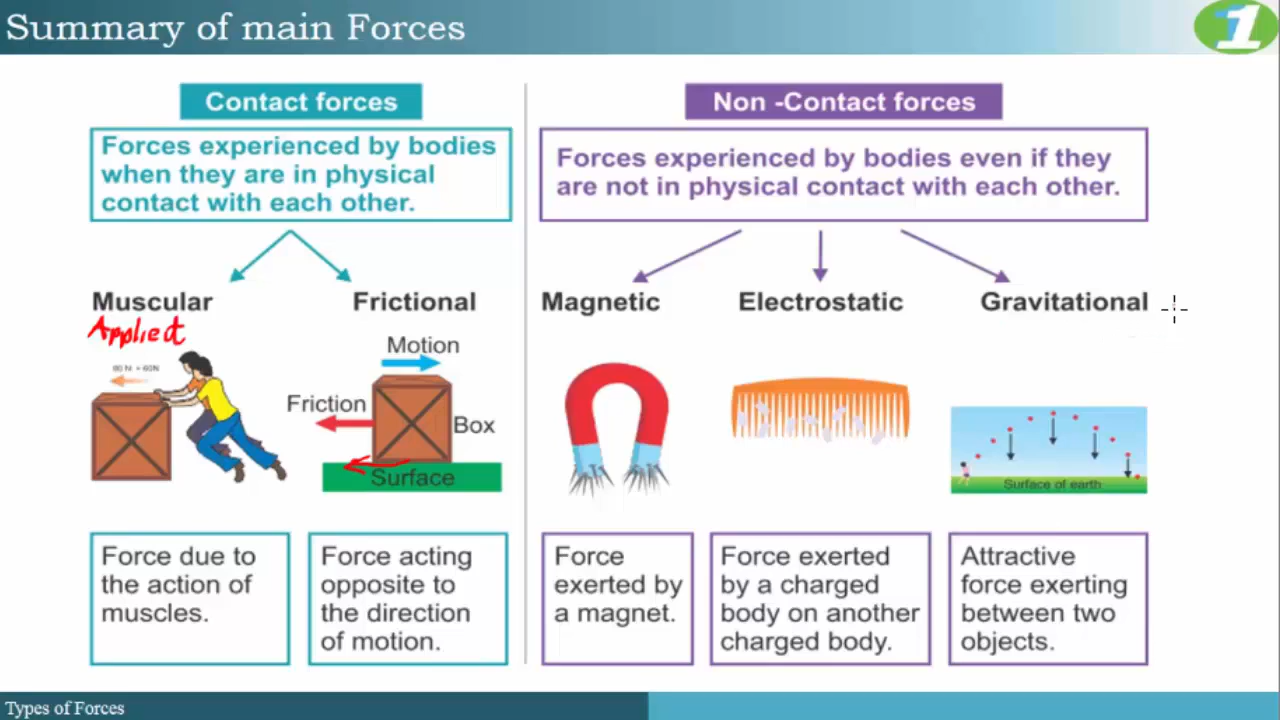 Summary of main Forces
1
Contact forces
Forces experienced by bodies
when they are in physical
contact with each other.
Muscular
Applied
80 N > 60N
Frictional
Motion
Friction
Box
Surface
Force due to
the action of
muscles.
Force acting
opposite to
the direction
of motion.
Non -Contact forces
Forces experienced by bodies even if they
are not in physical contact with each other.
Magnetic
Electrostatic
Gravitational
Surface of earth
Force
exerted by
a magnet.
Force exerted
by a charged
body on another
charged body.
Attractive
force exerting
between two
objects.
Types of Forces